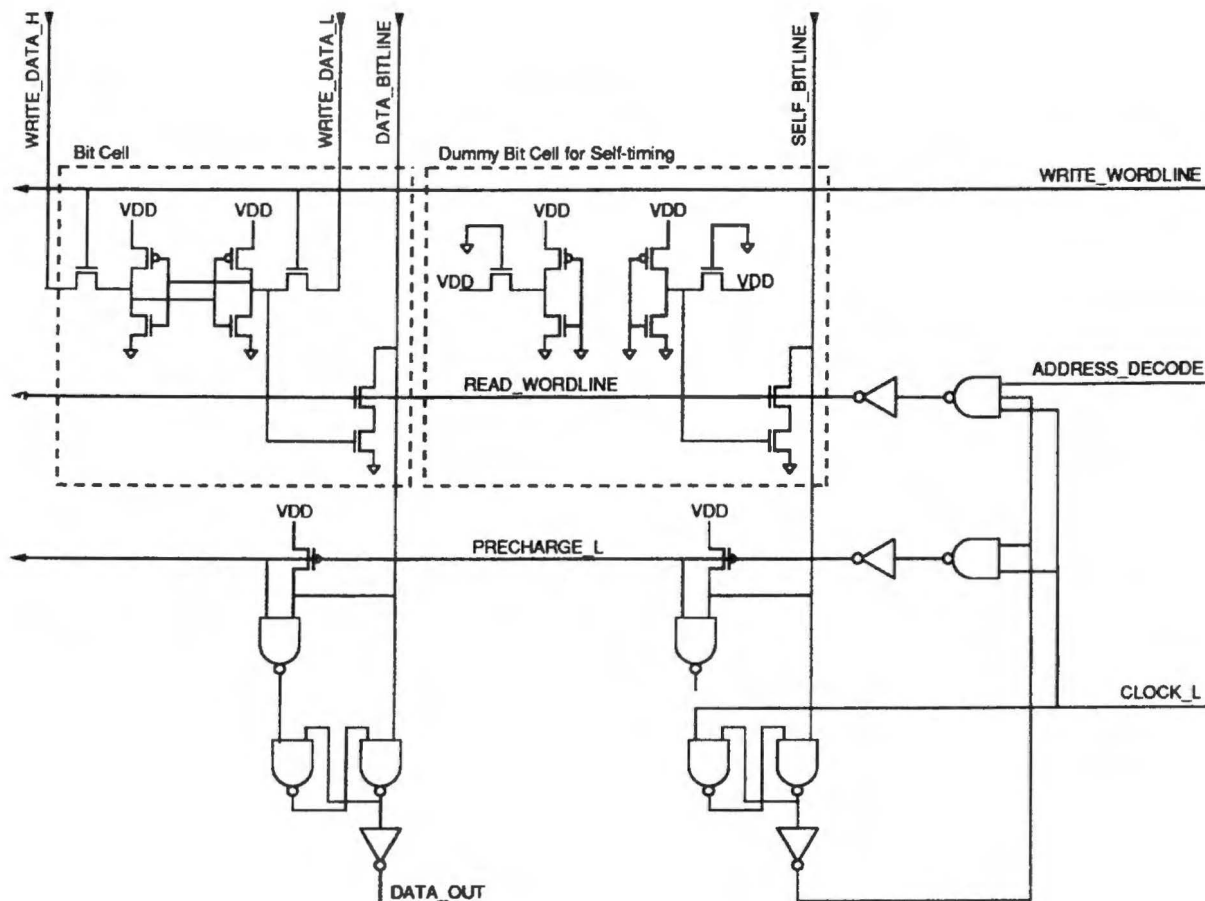 WRITE_DATA_H
WRITE_DATA_L
DATA_BITLINE
SELF_BITLINE
Bit Cell
Dummy Bit Cell for Self-timing
WRITE_WORDLINE
VDD
VDD
VDD
VDD
VDD
VDD
READ_WORDLINE
ADDRESS_DECODE
VDD
VDD
PRECHARGE_L
CLOCK_L
DATA_OUT